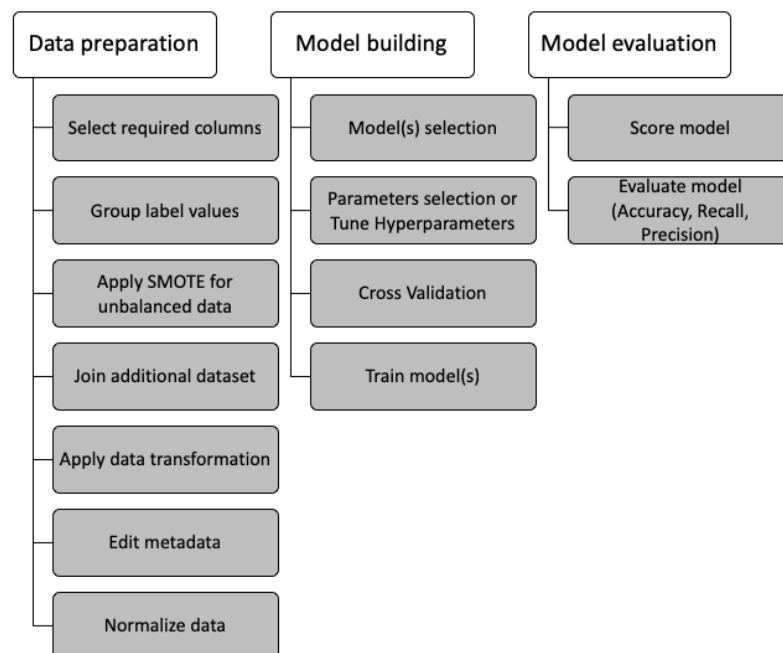 Data preparation
Select required columns
Group label values
Apply SMOTE for
unbalanced data
Join additional dataset
Apply data transformation
Edit metadata
Normalize data
Model building
Model(s) selection
Parameters selection or
Tune Hyperparameters
Cross Validation
Train model(s)
Model evaluation
Score model
Evaluate model
(Accuracy, Recall,
Precision)